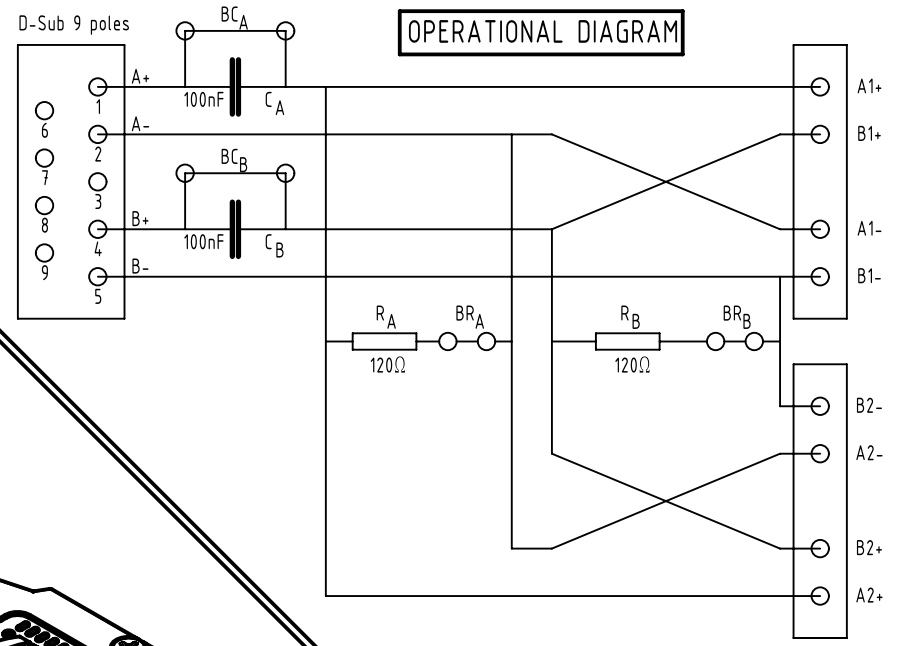 D-Sub 9 poles
BCA
OPERATIONAL DIAGRAM
A+
100nF
CA
A1+
1
6
A-
B1+
2
BCB
7
3
8
B+
100nF
CB
A1-
4
9
B-
B1-
5
RA
BRA
RB
BRB
120Ω
120Ω
B2-
A2-
B2+
A2+